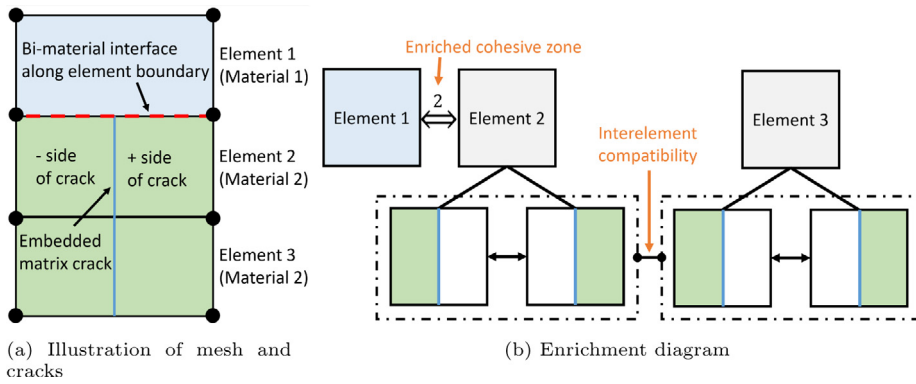 Bi-material interface
along element boundary
Element 1
(Material 1)
- side
of crack
+ side
of crack
Element 2
(Material 2)
Embedded
matrix crack
Element 3
(Material 2)
(a) Illustration of mesh and
cracks
Enriched cohesive zone
2
Element 1
Element 2
Interelement
compatibility
Element 3
(b) Enrichment diagram